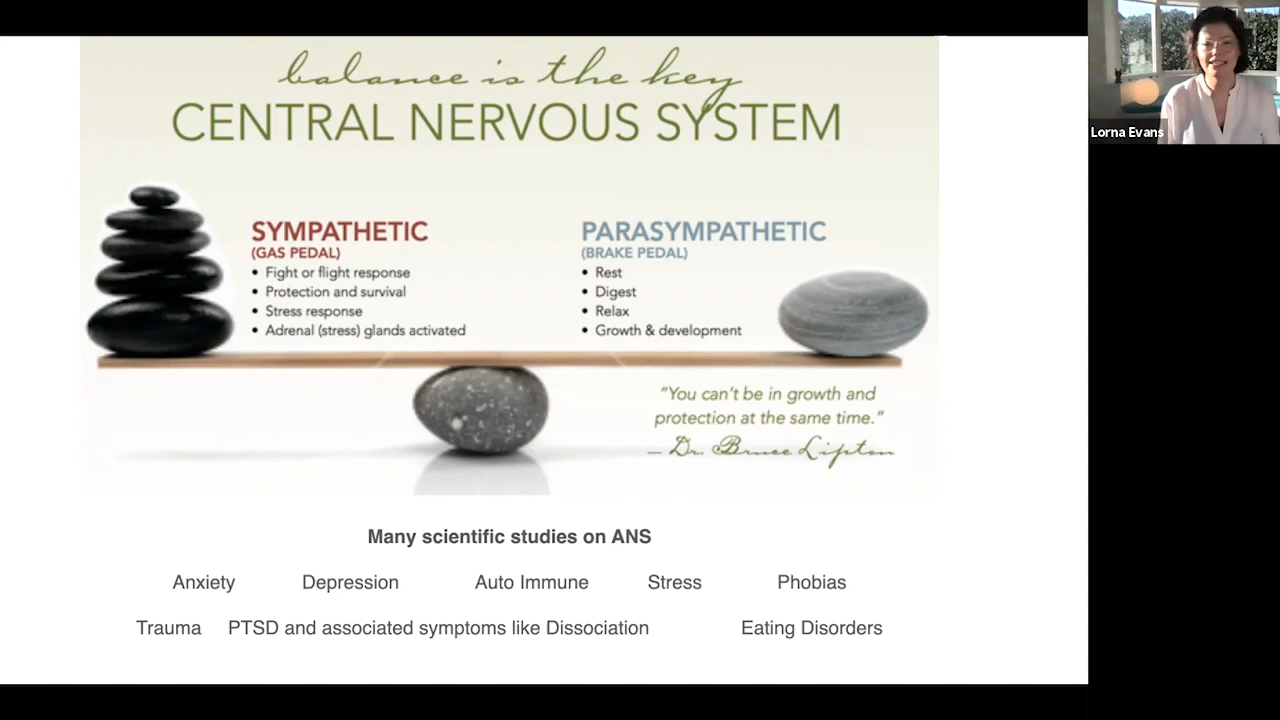 balance is the key
CENTRAL NERVOUS SYSTEM
SYMPATHETIC
(GAS PEDAL)
• Fight or flight response
• Protection and survival
• Stress response
• Adrenal (stress) glands activated
PARASYMPATHETIC
(BRAKE PEDAL)
• Rest
• Digest
• Relax
• Growth & development
“You can’t be in growth and
protection at the same time.”
— Dr. Bruce Lipton
Many scientific studies on ANS
Anxiety Depression Auto Immune Stress Phobias
Trauma PTSD and associated symptoms like Dissociation Eating Disorders
Lorna Evans